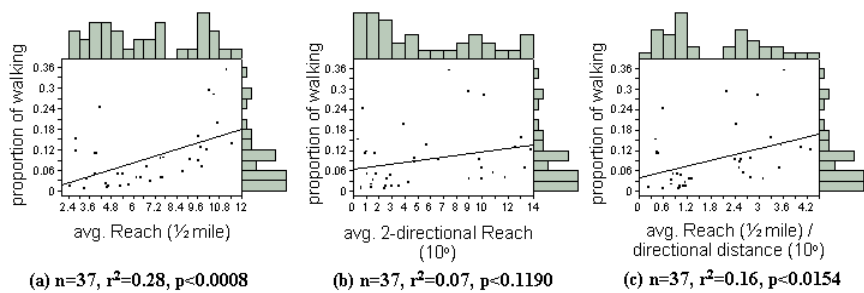 proportion of walking
0.36
0.3
0.24
0.18
0.12
0.06
0
2.4 3.6 4.8 6 7.2 8.4 9.6 10.8 12
avg. Reach (½ mile)
(a) n=37, r²=0.28, p<0.0008
proportion of walking
0.36
0.3
0.24
0.18
0.12
0.06
0
0 1 2 3 4 5 6 7 8 9 10 12 14
avg. 2-directional Reach
(10º)
(b) n=37, r²=0.07, p<0.1190
proportion of walking
0.36
0.3
0.24
0.18
0.12
0.06
0
0 0.6 1.2 1.8 2.4 3 3.6 4.2
avg. Reach (½ mile) /
directional distance (10º)
(c) n=37, r²=0.16, p<0.0154